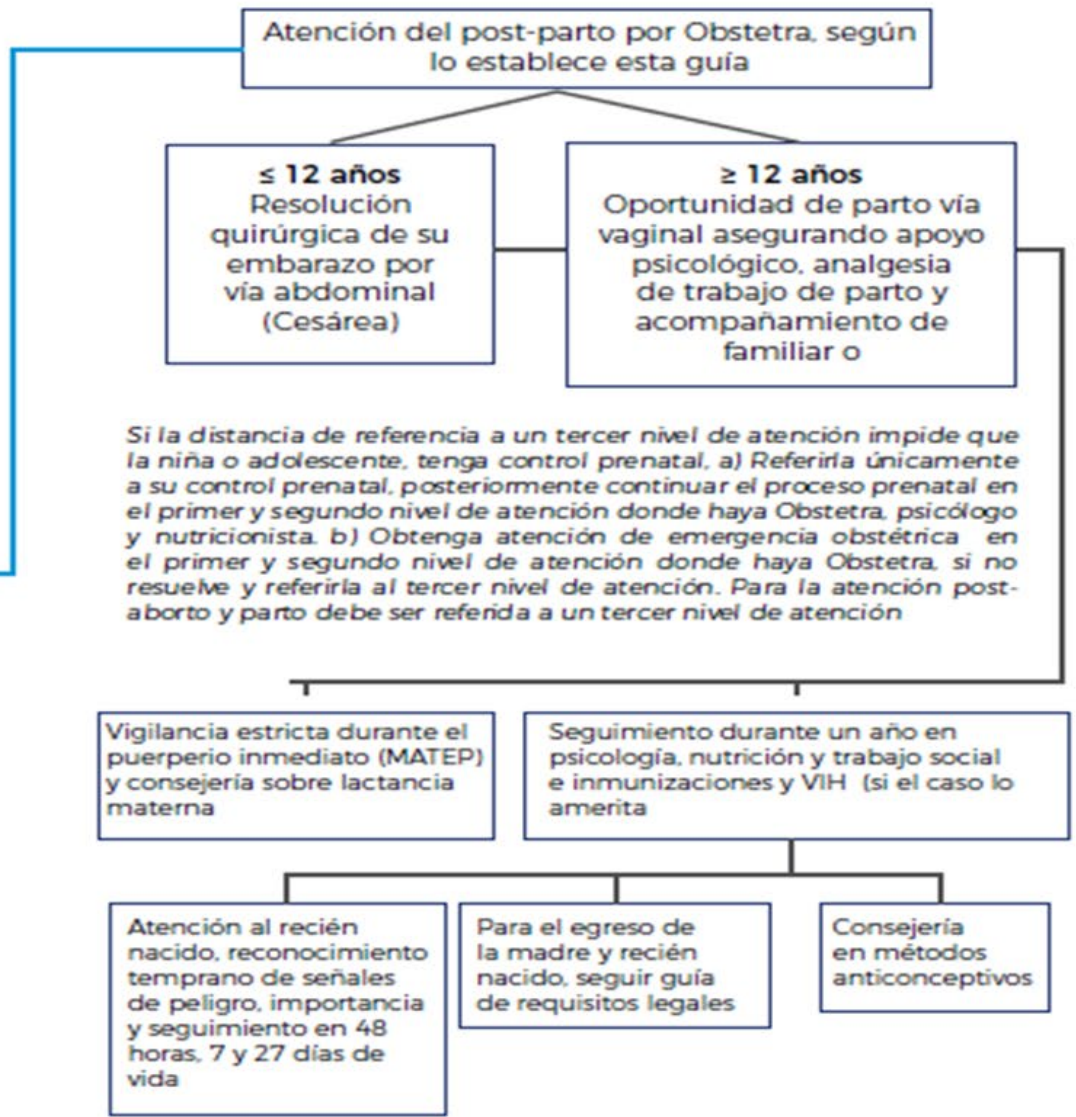 Atención del post-parto por Obstetra, según
lo establece esta guía
≤ 12 años
Resolución
quirúrgica de su
embarazo por
vía abdominal
(Cesárea)
≥ 12 años
Oportunidad de parto vía
vaginal asegurando apoyo
psicológico, analgesia
de trabajo de parto y
acompañamiento de
familiar o
Si la distancia de referencia a un tercer nivel de atención impide que
la niña o adolescente, tenga control prenatal, a) Referirla únicamente
a su control prenatal, posteriormente continuar el proceso prenatal en
el primer y segundo nivel de atención donde haya Obstetra, psicólogo
y nutricionista. b) Obtenga atención de emergencia obstétrica en
el primer y segundo nivel de atención donde haya Obstetra, si no
resuelve y referirla al tercer nivel de atención. Para la atención post-
aborto y parto debe ser referida a un tercer nivel de atención
Vigilancia estricta durante el
puerperio inmediato (MATEP)
y consejería sobre lactancia
materna
Seguimiento durante un año en
psicología, nutrición y trabajo social
e inmunizaciones y VIH (si el caso lo
amerita
Atención al recién
nacido, reconocimiento
temprano de señales
de peligro, importancia
y seguimiento en 48
horas, 7 y 27 días de
vida
Para el egreso de
la madre y recién
nacido, seguir guía
de requisitos legales
Consejería
en métodos
anticonceptivos